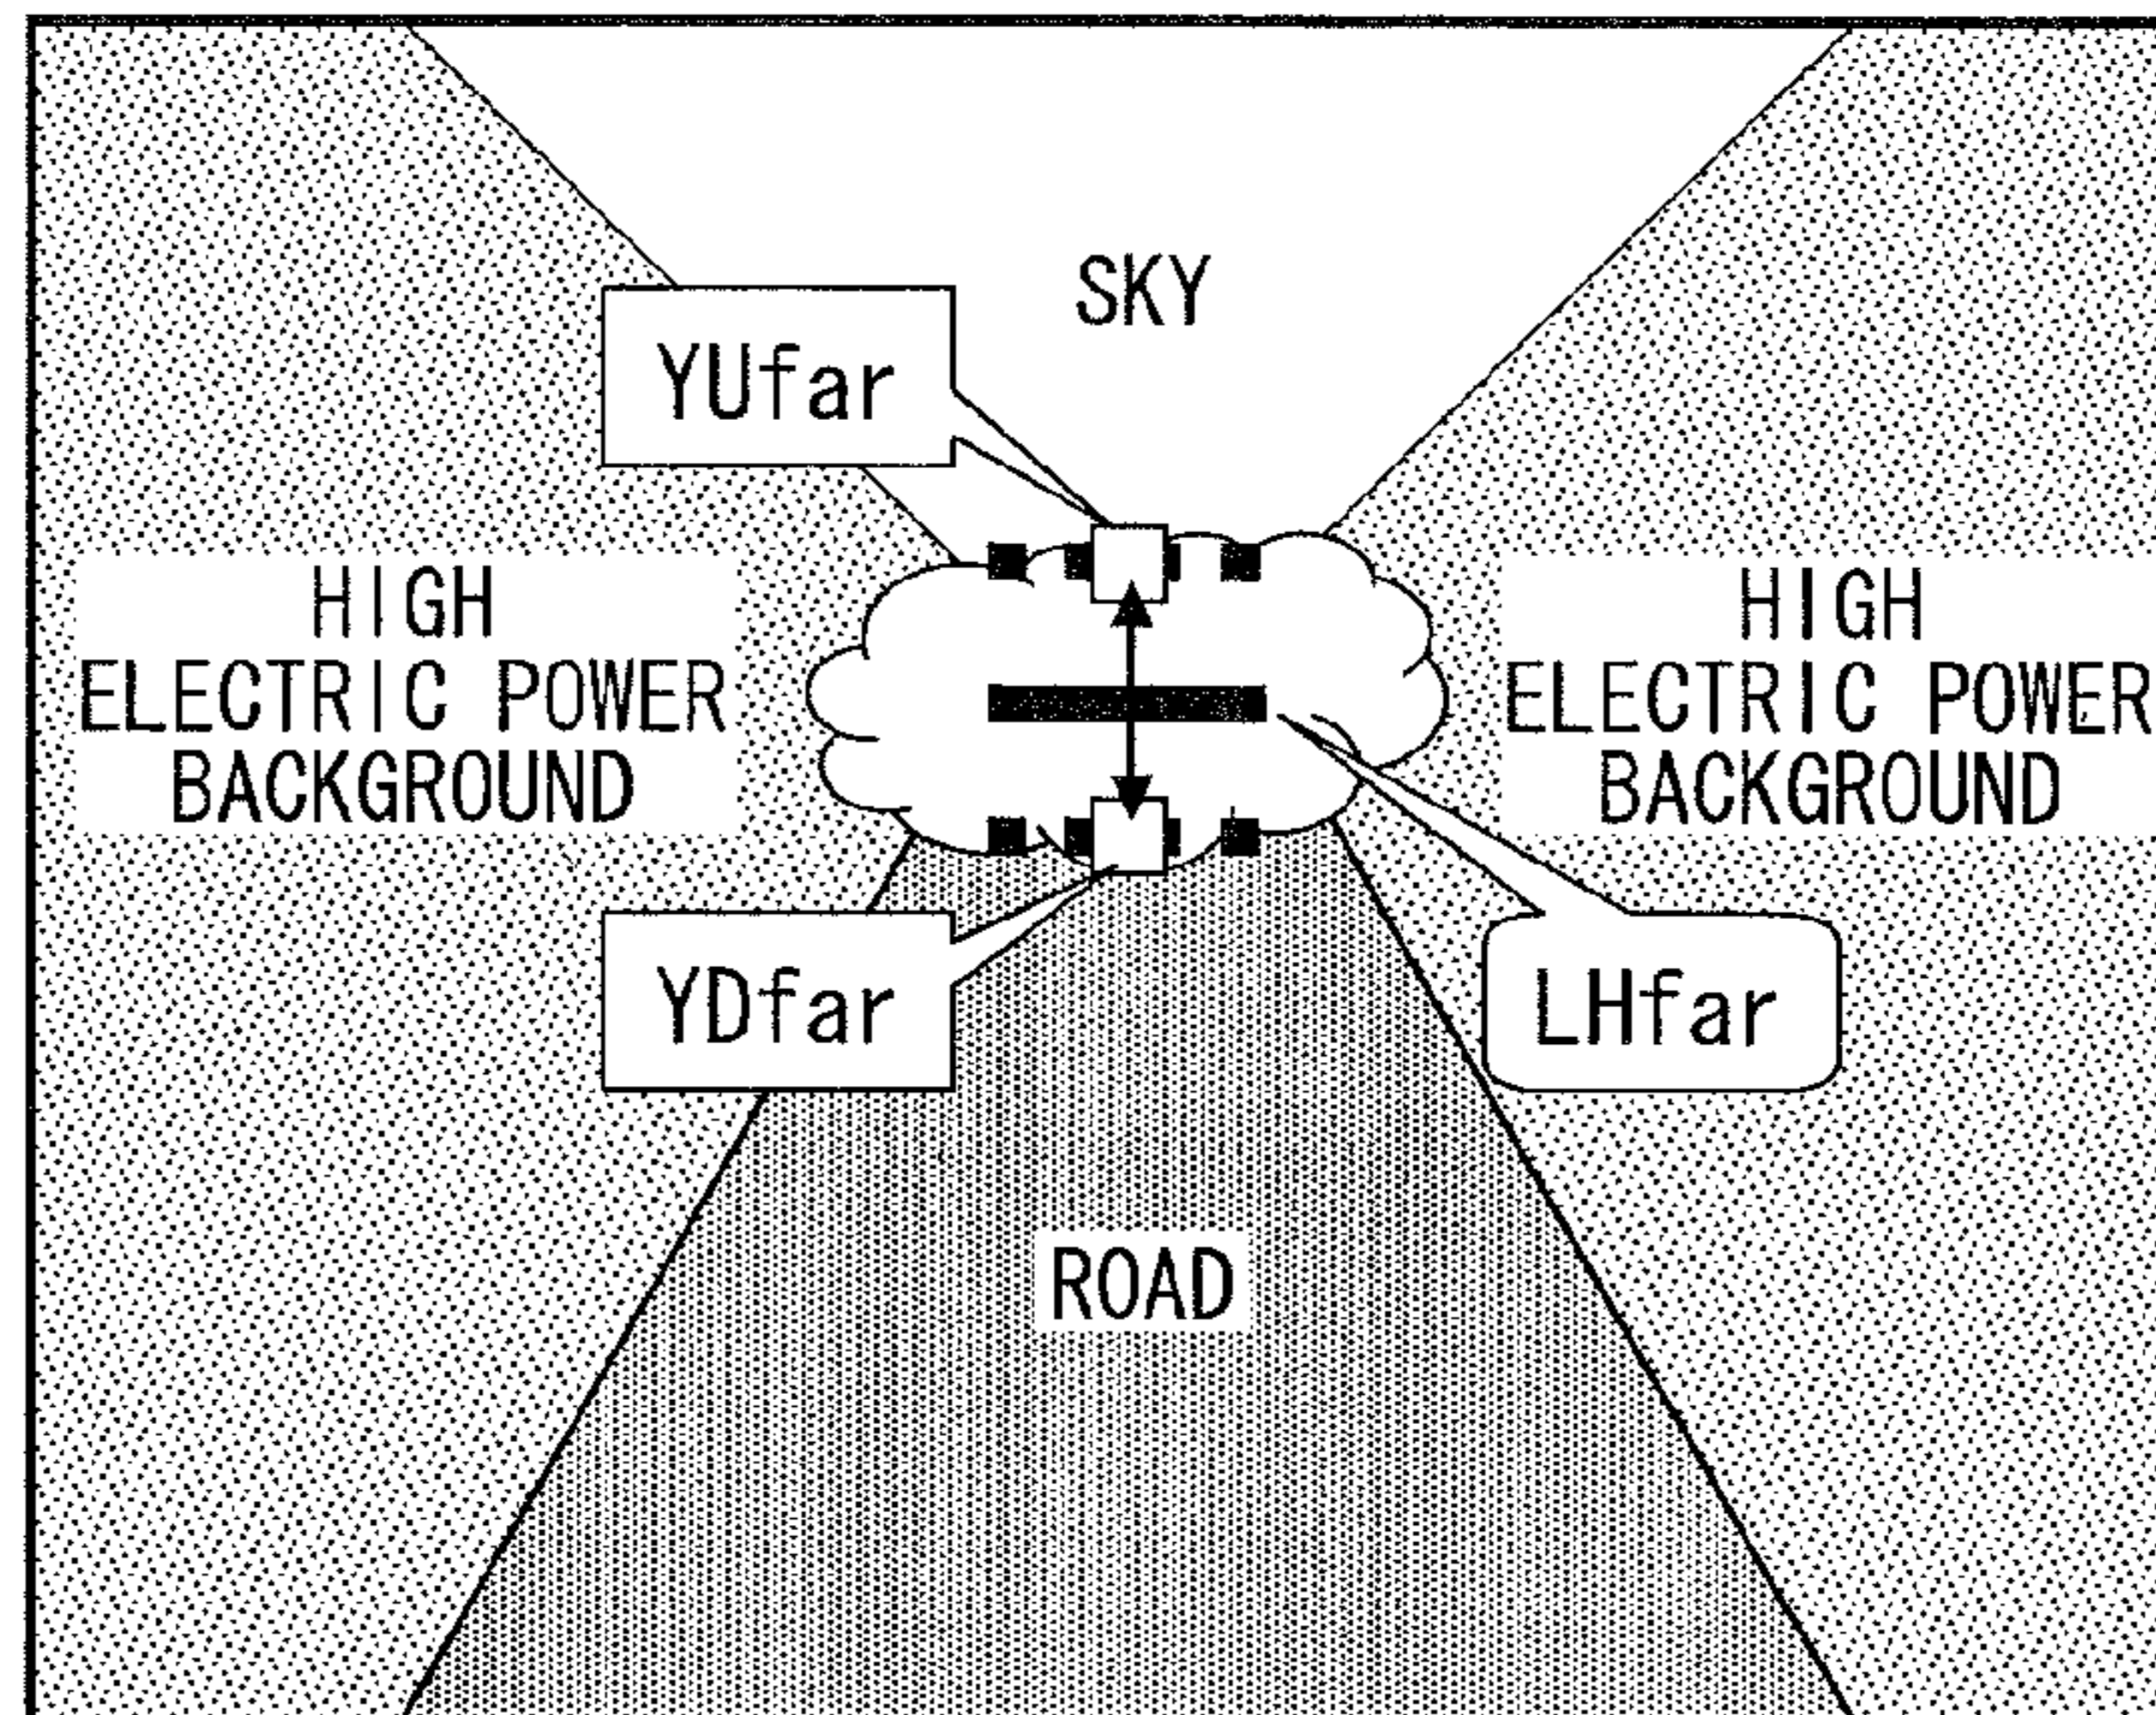 SKY
YUfar
HIGH
ELECTRIC POWER
BACKGROUND
HIGH
ELECTRIC POWER
BACKGROUND
YDfar
LHfar
ROAD